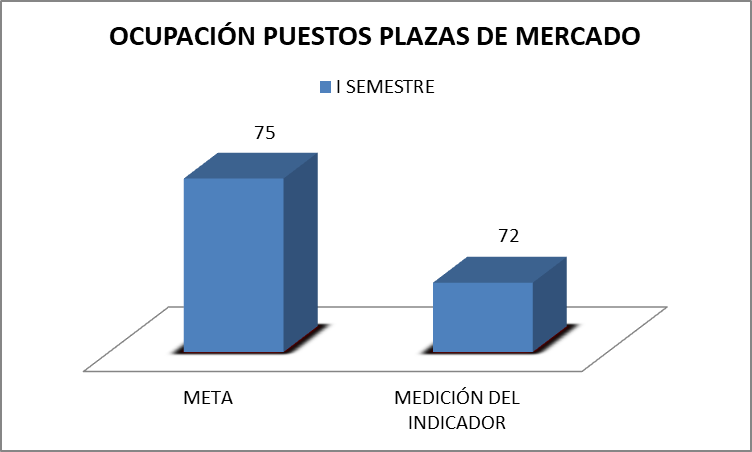 OCUPACIÓN PUESTOS PLAZAS DE MERCADO
I SEMESTRE
75
72
META
MEDICIÓN DEL
INDICADOR